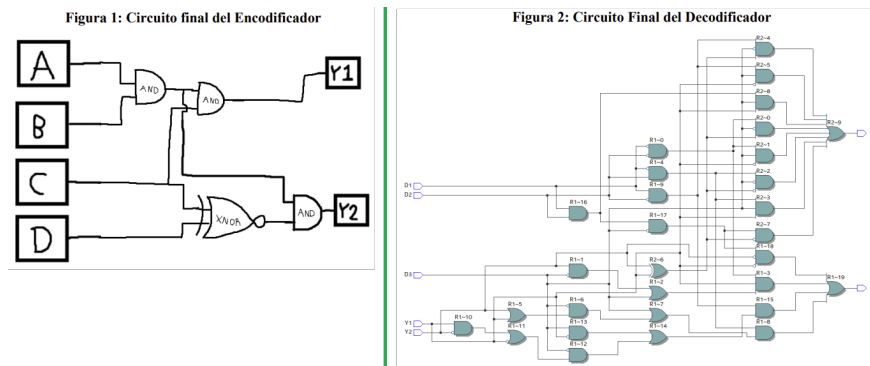 Figura 1: Circuito final del Encodificador
A
B
C
D
AND
AND
XNOR
AND
Y1
Y2
Figura 2: Circuito Final del Decodificador
R2-4
R2-5
R2-8
R2-0
R2-9
R2-1
R2-2
R2-3
R2-7
R1-0
R1-4
R1-9
R1-16
R1-17
R1-18
D1
D2
D3
Y1
Y2
R1-1
R2-6
R1-2
R1-3
R1-19
R1-10
R1-5
R1-6
R1-7
R1-15
R1-11
R1-13
R1-14
R1-8
R1-12